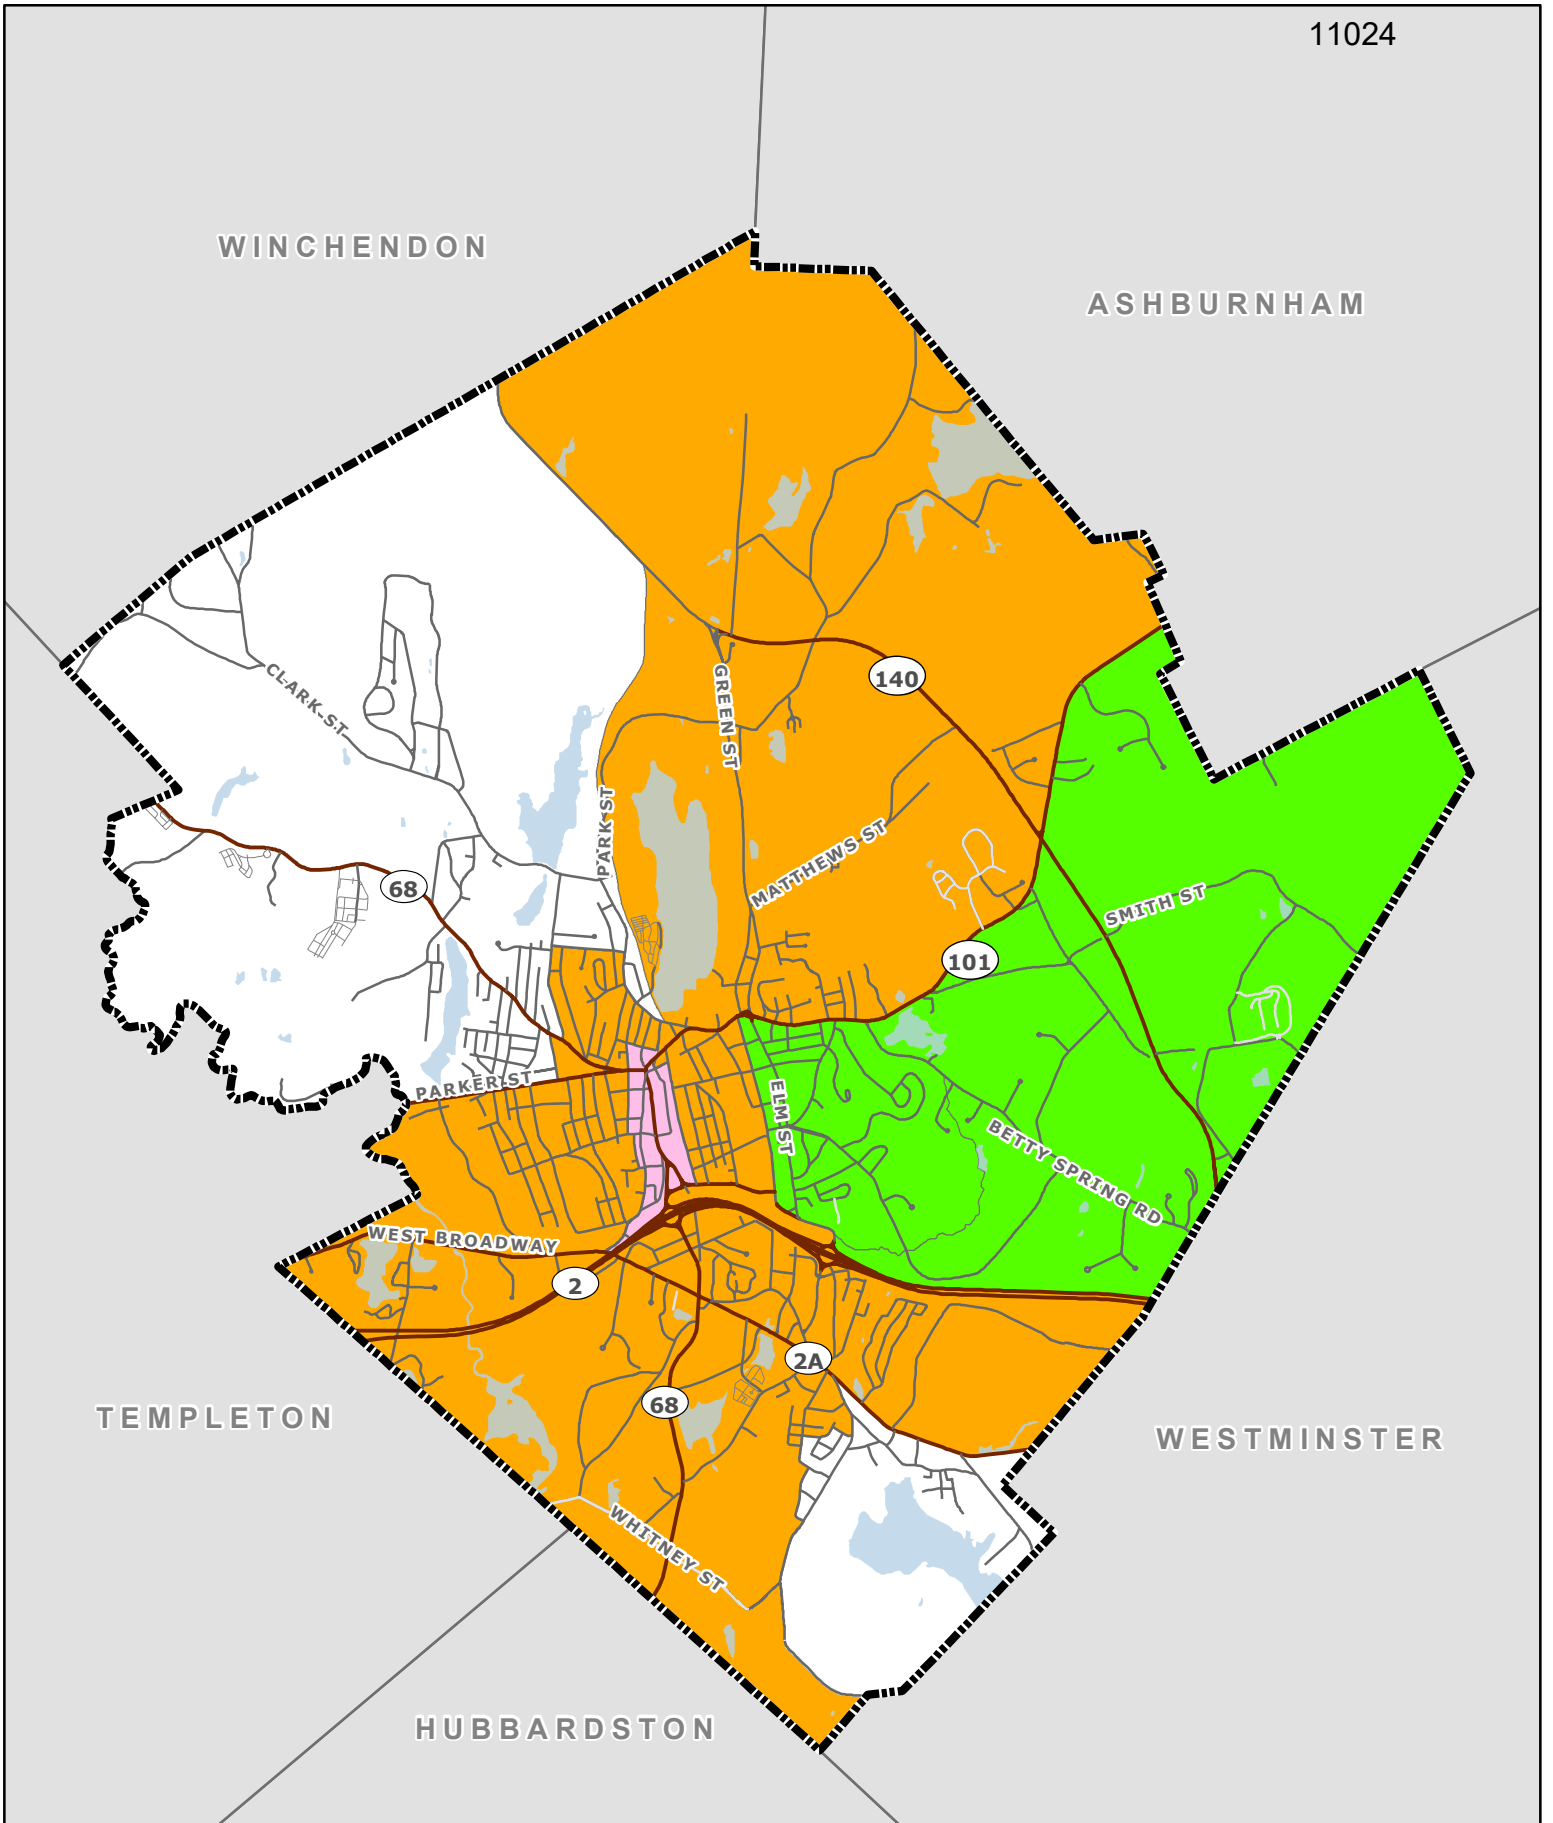 11024
WINCHENDON
ASHBURNHAM
CLARK ST
GREEN ST
140
PARK ST
MATTHEWS ST
68
SMITH ST
101
PARKER ST
ELM ST
BETTY SPRING RD
WEST BROADWAY
2
2A
68
TEMPLETON
WESTMINSTER
WHITNEY ST
HUBBARDSTON